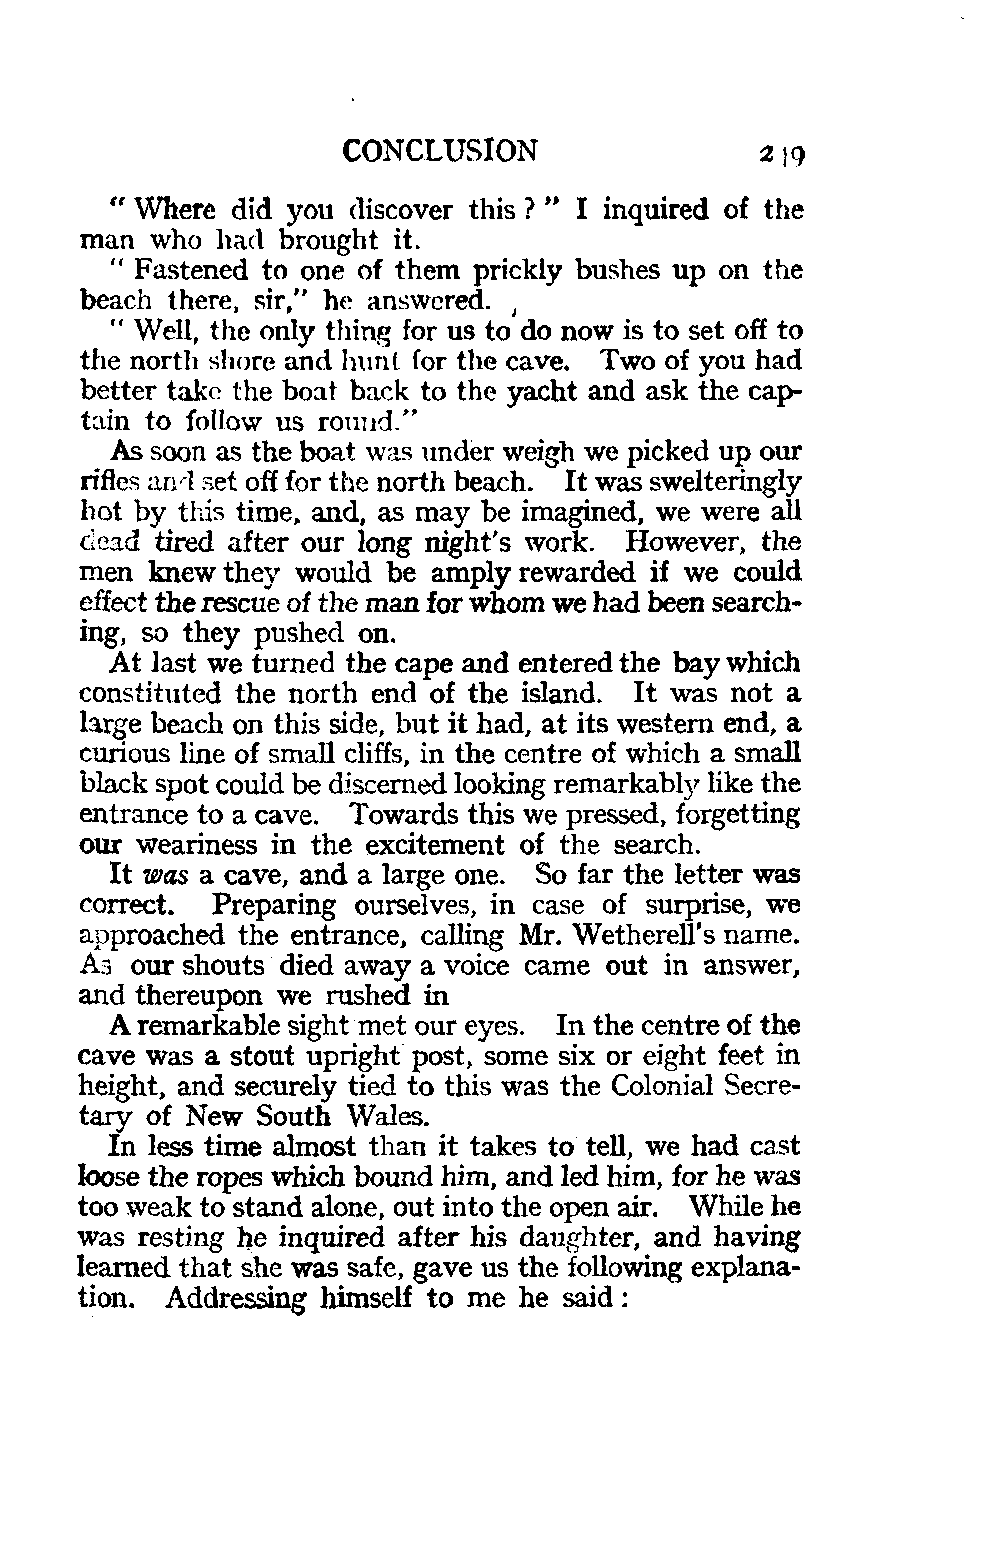 CONCLUSION 219
“ Where did you discover this ? ” I inquired of the
man who had brought it.
“ Fastened to one of them prickly bushes up on the
beach there, sir,” he answered.
“ Well, the only thing for us to do now is to set off to
the north shore and hunt for the cave. Two of you had
better take the boat back to the yacht and ask the cap-
tain to follow us round.”
As soon as the boat was under weigh we picked up our
rifles and set off for the north beach. It was swelteringly
hot by this time, and, as may be imagined, we were all
dead tired after our long night's work. However, the
men knew they would be amply rewarded if we could
effect the rescue of the man for whom we had been search-
ing, so they pushed on.
At last we turned the cape and entered the bay which
constituted the north end of the island. It was not a
large beach on this side, but it had, at its western end, a
curious line of small cliffs, in the centre of which a small
black spot could be discerned looking remarkably like the
entrance to a cave. Towards this we pressed, forgetting
our weariness in the excitement of the search.
It was a cave, and a large one. So far the letter was
correct. Preparing ourselves, in case of surprise, we
approached the entrance, calling Mr. Wetherell's name.
As our shouts died away a voice came out in answer,
and thereupon we rushed in
A remarkable sight met our eyes. In the centre of the
cave was a stout upright post, some six or eight feet in
height, and securely tied to this was the Colonial Secre-
tary of New South Wales.
In less time almost than it takes to tell, we had cast
loose the ropes which bound him, and led him, for he was
too weak to stand alone, out into the open air. While he
was resting he inquired after his daughter, and having
learned that she was safe, gave us the following explana-
tion. Addressing himself to me he said :